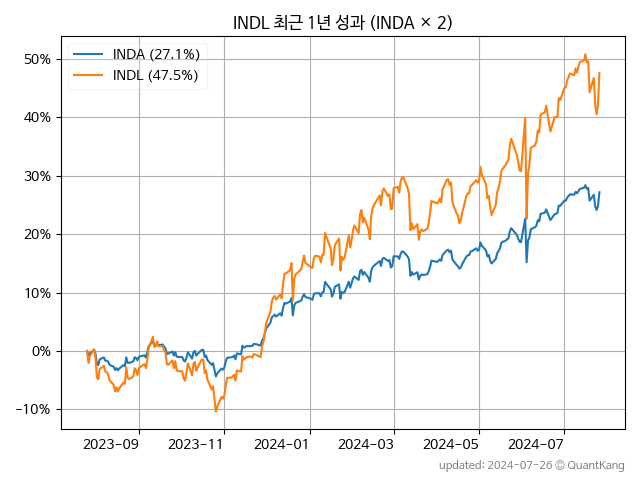 INDL 최근 1년 성과 (INDA × 2)
INDA (27.1%)
INDL (47.5%)
50%
40%
30%
20%
10%
0%
−10%
2023−09 2023−11 2024−01 2024−03 2024−05 2024−07
updated: 2024-07-26 © QuantKang